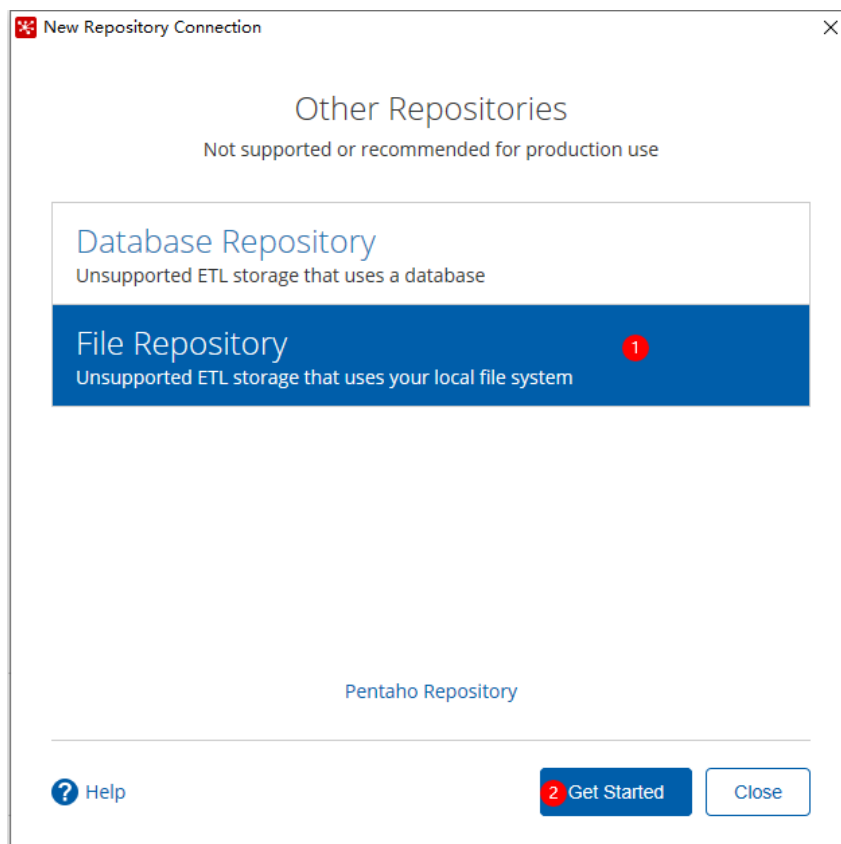 New Repository Connection
Other Repositories
Not supported or recommended for production use
Database Repository
Unsupported ETL storage that uses a database
File Repository
1
Unsupported ETL storage that uses your local file system
Pentaho Repository
? Help
2 Get Started
Close